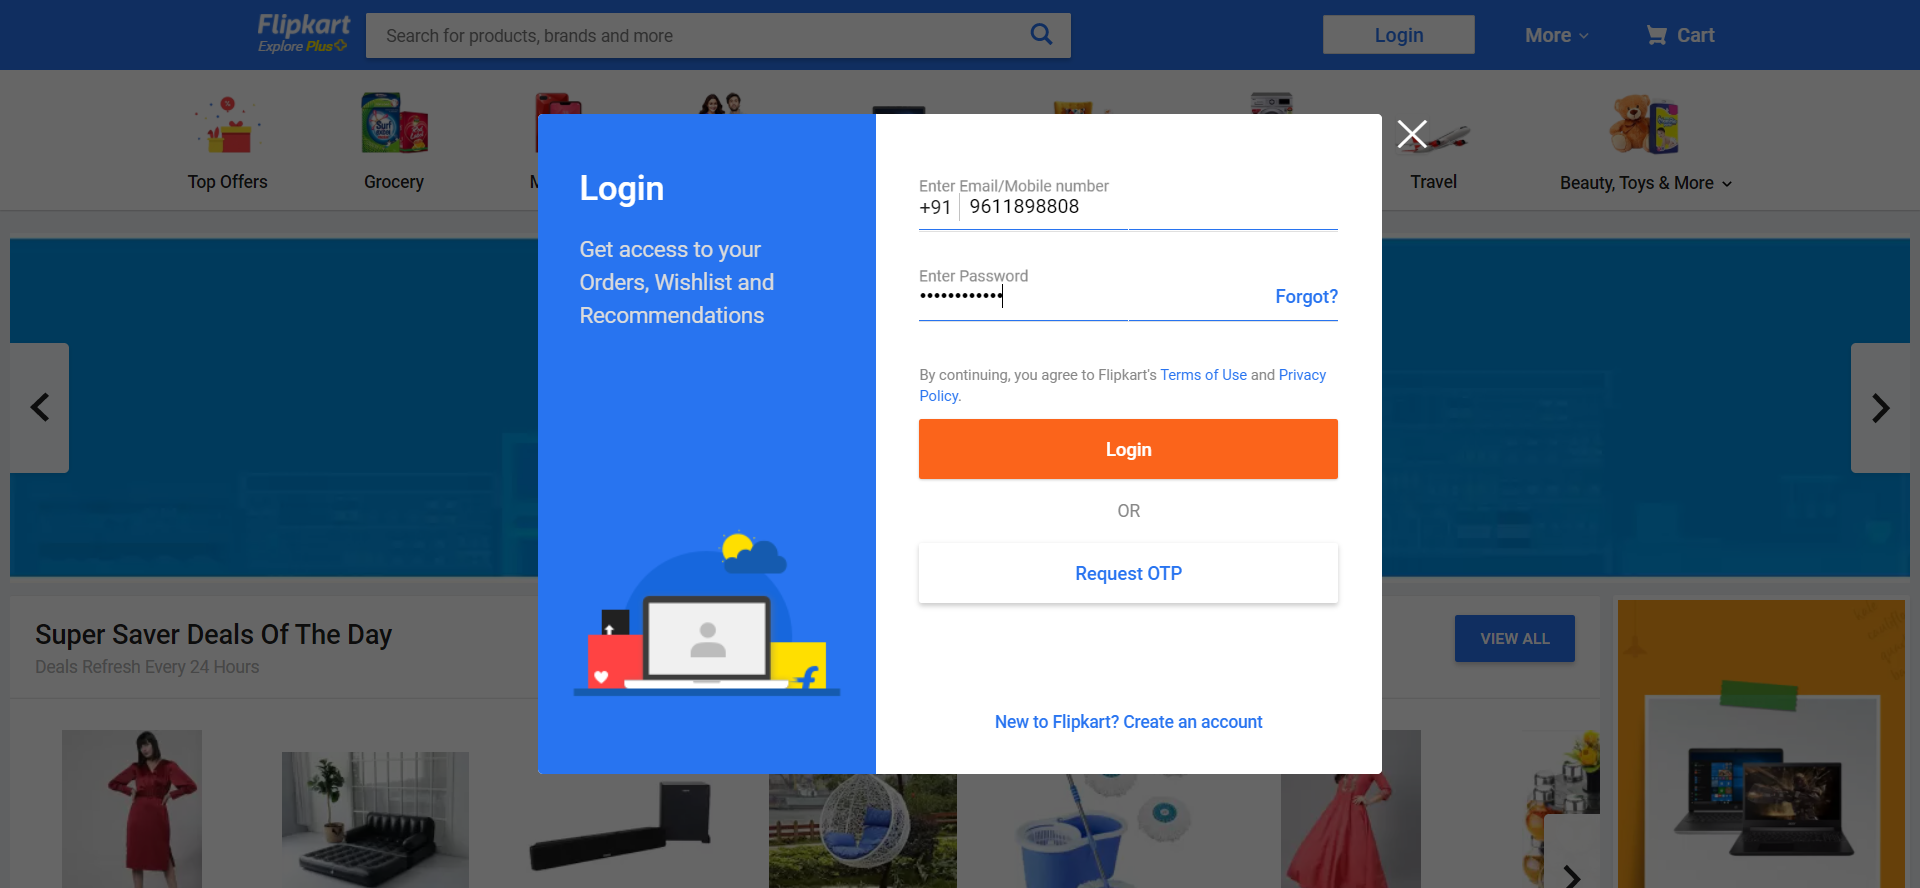 Flipkart
Explore Plus
Search for products, brands and more
Login
More
Cart
Top Offers
Grocery
M
Travel
Beauty, Toys & More
Login
Get access to your
Orders, Wishlist and
Recommendations
Enter Email/Mobile number
+91 9611898808
Enter Password
••••••••••••
Forgot?
By continuing, you agree to Flipkart's Terms of Use and Privacy
Policy.
Login
OR
Request OTP
New to Flipkart? Create an account
Super Saver Deals Of The Day
Deals Refresh Every 24 Hours
VIEW ALL